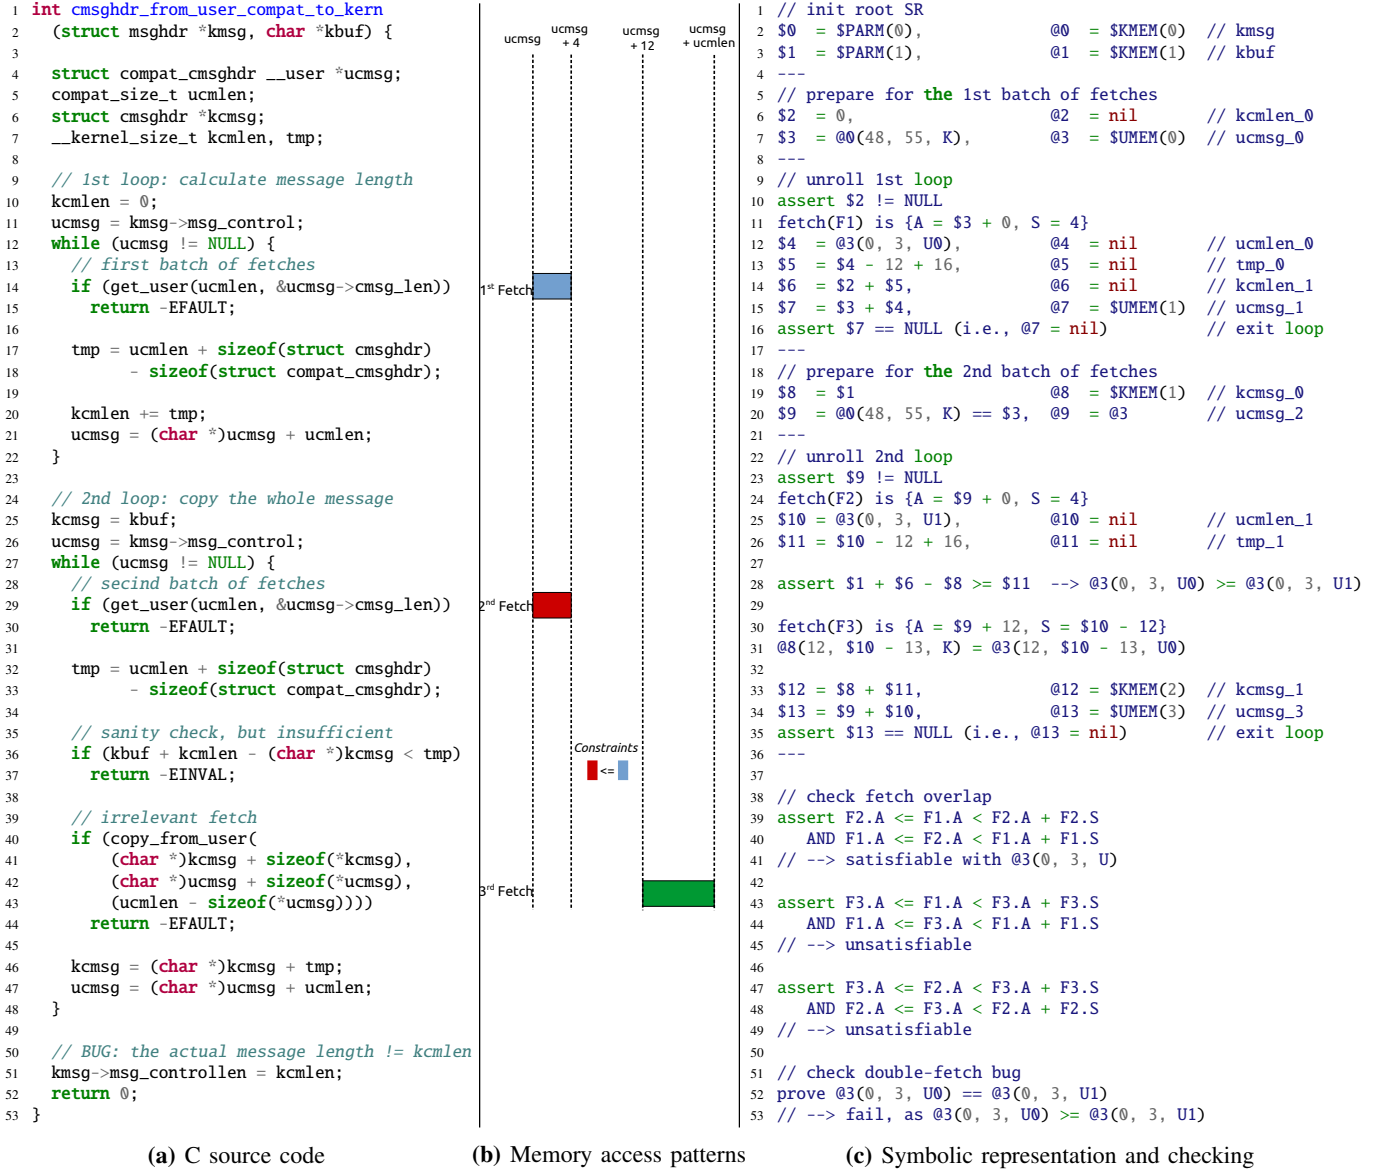 1 int cmsghdr_from_user_compat_to_kern
2 (struct msghdr *kmsg, char *kbuf) {
3
4 struct compat_cmsghdr __user *ucmsg;
5 compat_size_t ucmlen;
6 struct cmsghdr *kcmsg;
7 __kernel_size_t kcmlen, tmp;
8
9 // 1st loop: calculate message length
10 kcmlen = 0;
11 ucmsg = kmsg->msg_control;
12 while (ucmsg != NULL) {
13 // first batch of fetches
14 if (get_user(ucmlen, &ucmsg->cmsg_len))
15 return -EFAULT;
16
17 tmp = ucmlen + sizeof(struct cmsghdr)
18 - sizeof(struct compat_cmsghdr);
19
20 kcmlen += tmp;
21 ucmsg = (char *)ucmsg + ucmlen;
22 }
23
24 // 2nd loop: copy the whole message
25 kcmsg = kbuf;
26 ucmsg = kmsg->msg_control;
27 while (ucmsg != NULL) {
28 // secind batch of fetches
29 if (get_user(ucmlen, &ucmsg->cmsg_len))
30 return -EFAULT;
31
32 tmp = ucmlen + sizeof(struct cmsghdr)
33 - sizeof(struct compat_cmsghdr);
34
35 // sanity check, but insufficient
36 if (kbuf + kcmlen - (char *)kcmsg < tmp)
37 return -EINVAL;
38
39 // irrelevant fetch
40 if (copy_from_user(
41 (char *)kcmsg + sizeof(*kcmsg),
42 (char *)ucmsg + sizeof(*ucmsg),
43 (ucmlen - sizeof(*ucmsg))))
44 return -EFAULT;
45
46 kcmsg = (char *)kcmsg + tmp;
47 ucmsg = (char *)ucmsg + ucmlen;
48 }
49
50 // BUG: the actual message length != kcmlen
51 kmsg->msg_controllen = kcmlen;
52 return 0;
53 }
(a) C source code
ucmsg
ucmsg
+ 4
ucmsg
+ 12
ucmsg
+ ucmlen
1st Fetch
2nd Fetch
Constraints
<=
3rd Fetch
(b) Memory access patterns
1 // init root SR
2 $0 = $PARM(0), @0 = $KMEM(0) // kmsg
3 $1 = $PARM(1), @1 = $KMEM(1) // kbuf
4 ---
5 // prepare for the 1st batch of fetches
6 $2 = 0, @2 = nil // kcmlen_0
7 $3 = @0(48, 55, K), @3 = $UMEM(0) // ucmsg_0
8 ---
9 // unroll 1st loop
10 assert $2 != NULL
11 fetch(F1) is {A = $3 + 0, S = 4}
12 $4 = @3(0, 3, U0), @4 = nil // ucmlen_0
13 $5 = $4 - 12 + 16, @5 = nil // tmp_0
14 $6 = $2 + $5, @6 = nil // kcmlen_1
15 $7 = $3 + $4, @7 = $UMEM(1) // ucmsg_1
16 assert $7 == NULL (i.e., @7 = nil) // exit loop
17 ---
18 // prepare for the 2nd batch of fetches
19 $8 = $1 @8 = $KMEM(1) // kcmsg_0
20 $9 = @0(48, 55, K) == $3, @9 = @3 // ucmsg_2
21 ---
22 // unroll 2nd loop
23 assert $9 != NULL
24 fetch(F2) is {A = $9 + 0, S = 4}
25 $10 = @3(0, 3, U1), @10 = nil // ucmlen_1
26 $11 = $10 - 12 + 16, @11 = nil // tmp_1
27
28 assert $1 + $6 - $8 >= $11 --> @3(0, 3, U0) >= @3(0, 3, U1)
29
30 fetch(F3) is {A = $9 + 12, S = $10 - 12}
31 @8(12, $10 - 13, K) = @3(12, $10 - 13, U0)
32
33 $12 = $8 + $11, @12 = $KMEM(2) // kcmsg_1
34 $13 = $9 + $10, @13 = $UMEM(3) // ucmsg_3
35 assert $13 == NULL (i.e., @13 = nil) // exit loop
36 ---
37
38 // check fetch overlap
39 assert F2.A <= F1.A < F2.A + F2.S
40 AND F1.A <= F2.A < F1.A + F1.S
41 // --> satisfiable with @3(0, 3, U)
42
43 assert F3.A <= F1.A < F3.A + F3.S
44 AND F1.A <= F3.A < F1.A + F1.S
45 // --> unsatisfiable
46
47 assert F3.A <= F2.A < F3.A + F3.S
48 AND F2.A <= F3.A < F2.A + F2.S
49 // --> unsatisfiable
50
51 // check double-fetch bug
52 prove @3(0, 3, U0) == @3(0, 3, U1)
53 // --> fail, as @3(0, 3, U0) >= @3(0, 3, U1)
(c) Symbolic representation and checking